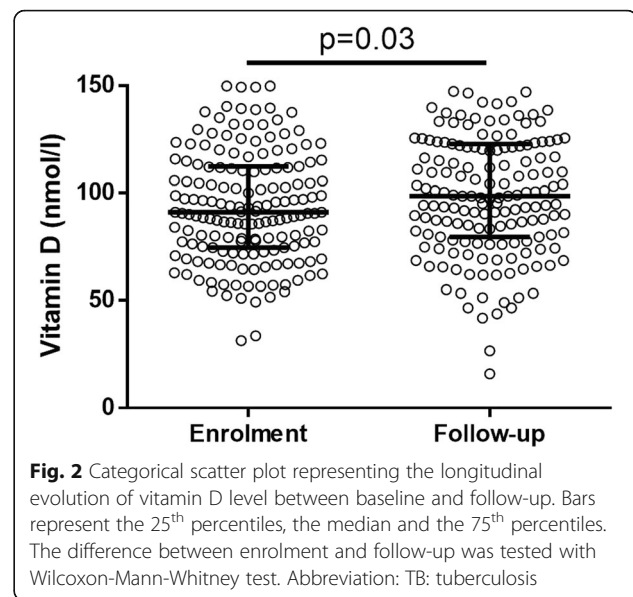 p=0.03
150
100
50
0
Vitamin D (nmol/l)
Enrolment
Follow-up
Fig. 2 Categorical scatter plot representing the longitudinal
evolution of vitamin D level between baseline and follow-up. Bars
represent the 25th percentiles, the median and the 75th percentiles.
The difference between enrolment and follow-up was tested with
Wilcoxon-Mann-Whitney test. Abbreviation: TB: tuberculosis